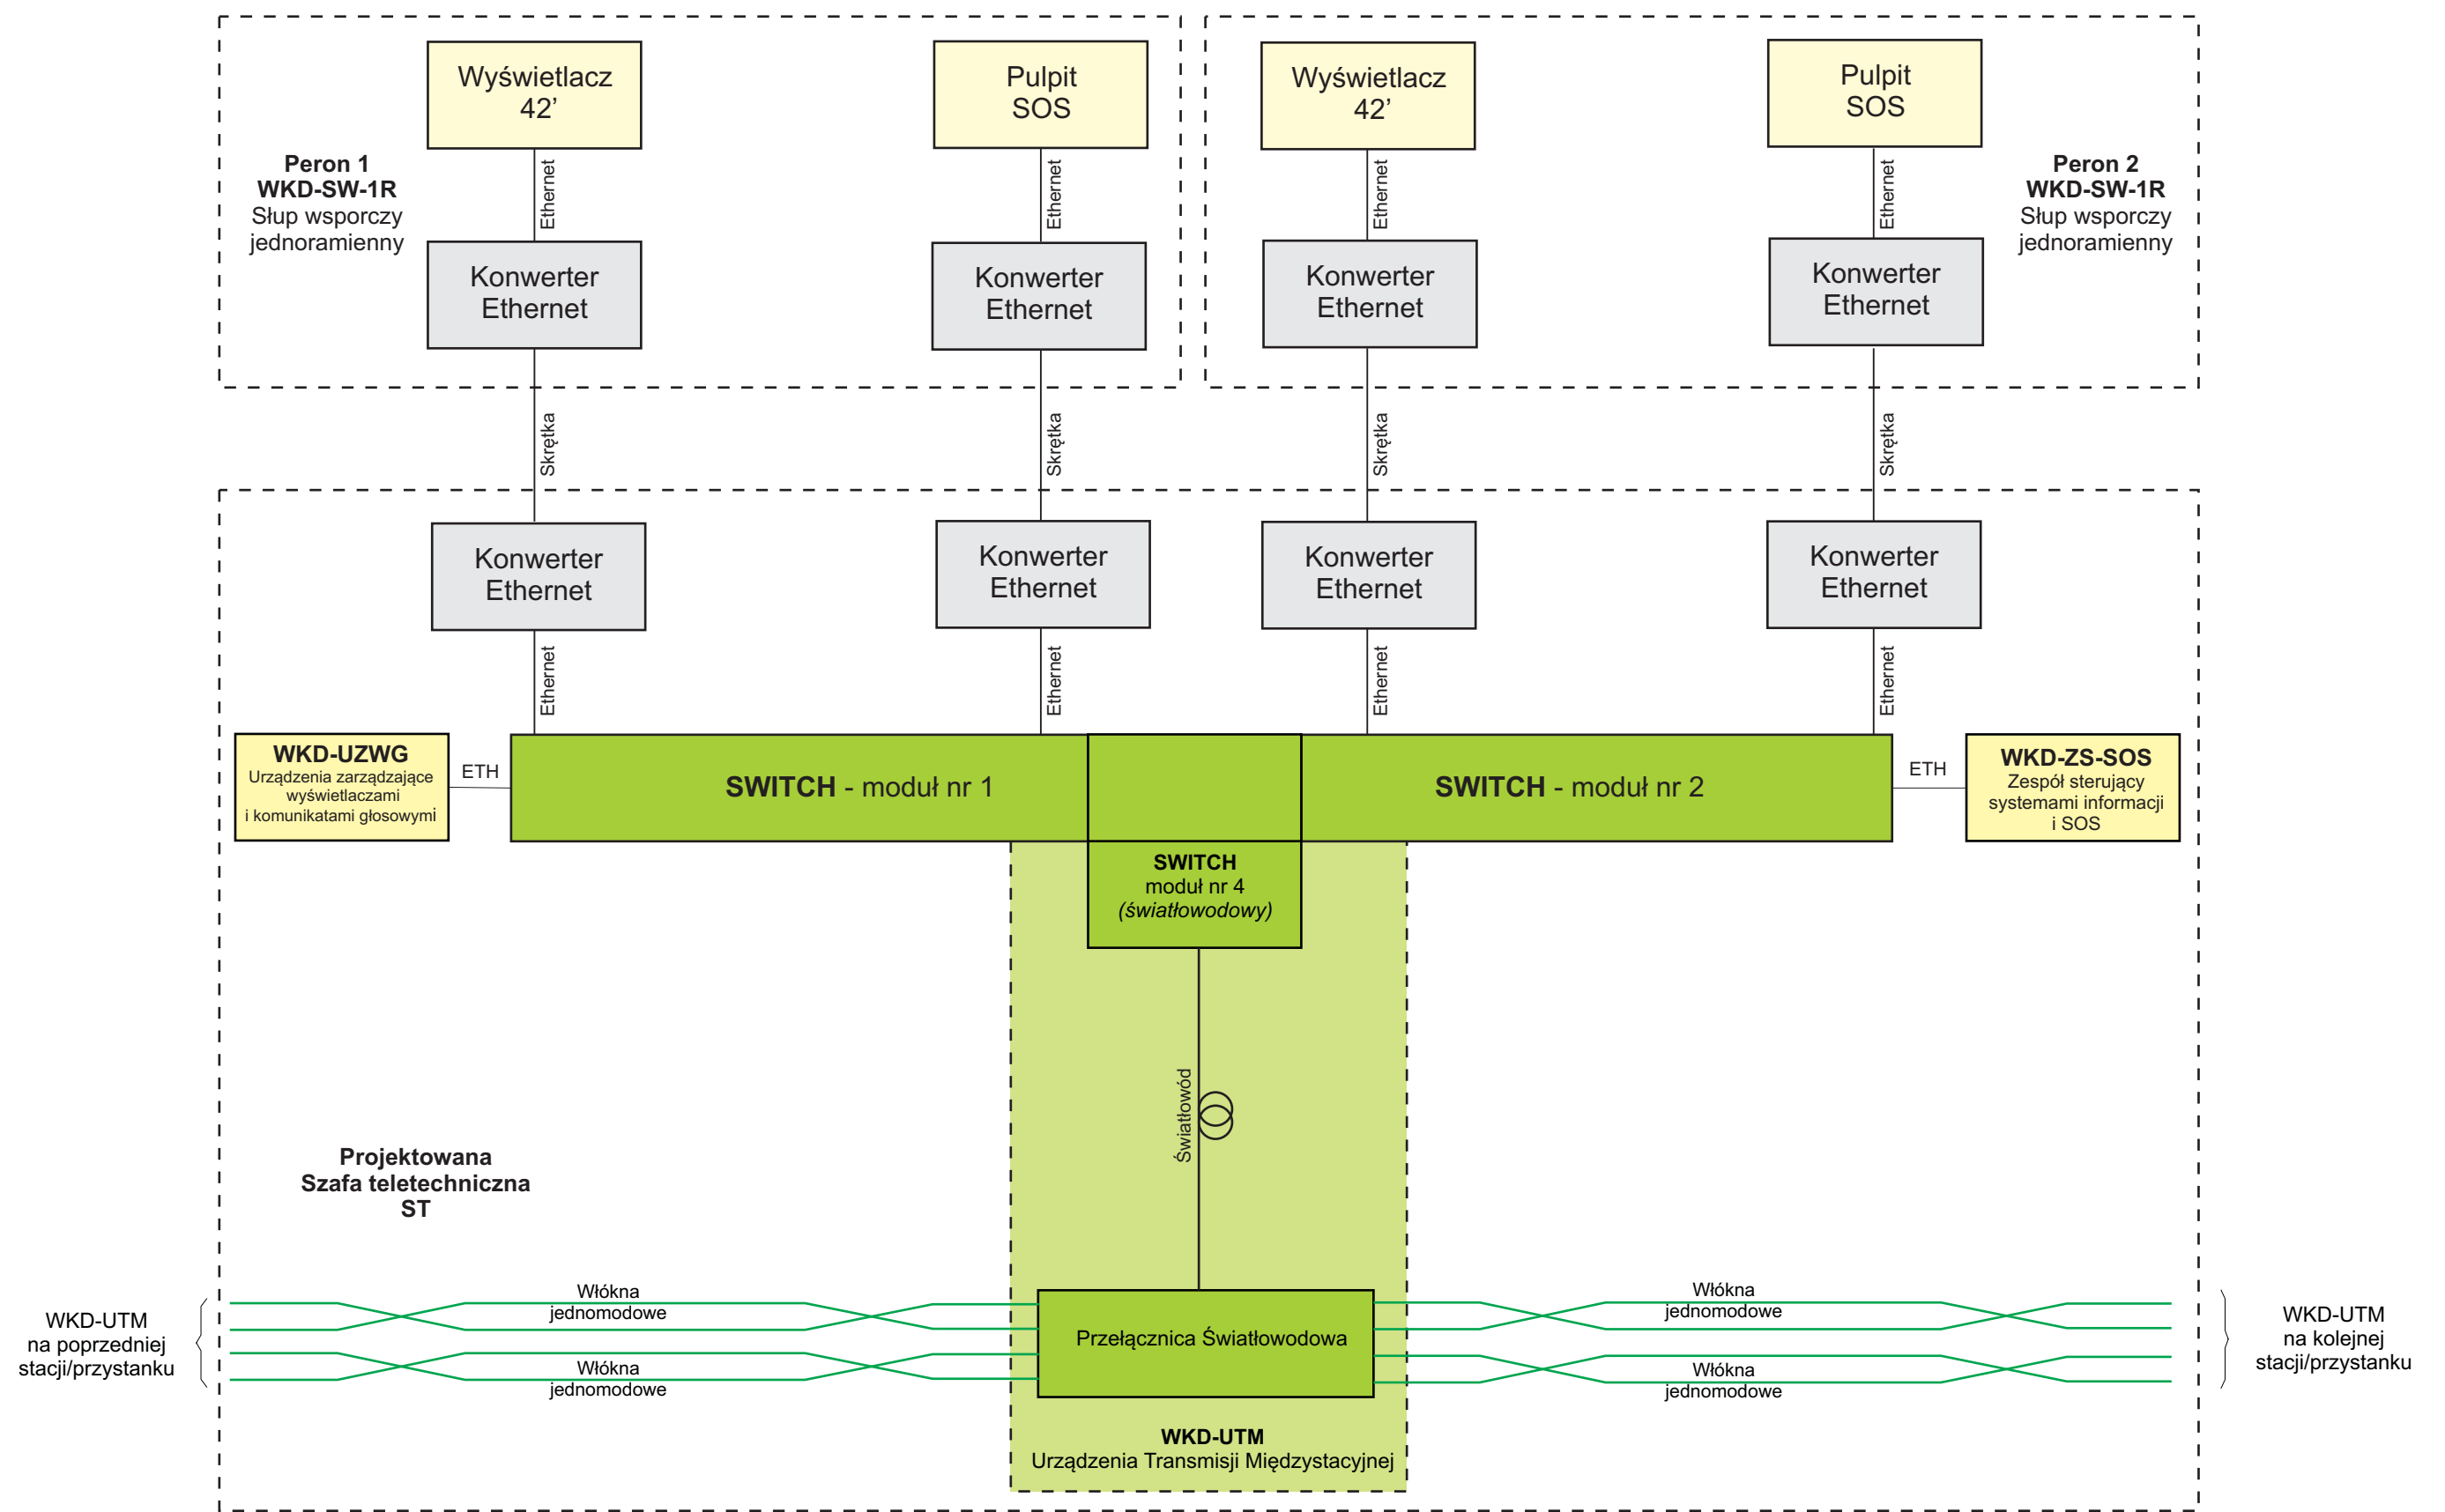 Wyświetlacz
42’
Pulpit
SOS
Wyświetlacz
42’
Pulpit
SOS
Peron 1
WKD-SW-1R
Słup wsporczy
jednoramienny
Ethernet
Ethernet
Ethernet
Ethernet
Peron 2
WKD-SW-1R
Słup wsporczy
jednoramienny
Konwerter
Ethernet
Konwerter
Ethernet
Konwerter
Ethernet
Konwerter
Ethernet
Skrętka
Skrętka
Skrętka
Skrętka
Konwerter
Ethernet
Konwerter
Ethernet
Konwerter
Ethernet
Konwerter
Ethernet
Ethernet
Ethernet
Ethernet
Ethernet
WKD-UZWG
Urządzenia zarządzające
wyświetlaczami
i komunikatami głosowymi
ETH
SWITCH - moduł nr 1
SWITCH - moduł nr 2
ETH
WKD-ZS-SOS
Zespół sterujący
systemami informacji
i SOS
SWITCH
moduł nr 4
(światłowodowy)
Światłowód
Projektowana
Szafa teletechniczna
ST
WKD-UTM
na poprzedniej
stacji/przystanku
Włókna
jednomodowe
Włókna
jednomodowe
Przełącznica Światłowodowa
Włókna
jednomodowe
Włókna
jednomodowe
WKD-UTM
na kolejnej
stacji/przystanku
WKD-UTM
Urządzenia Transmisji Międzystacyjnej